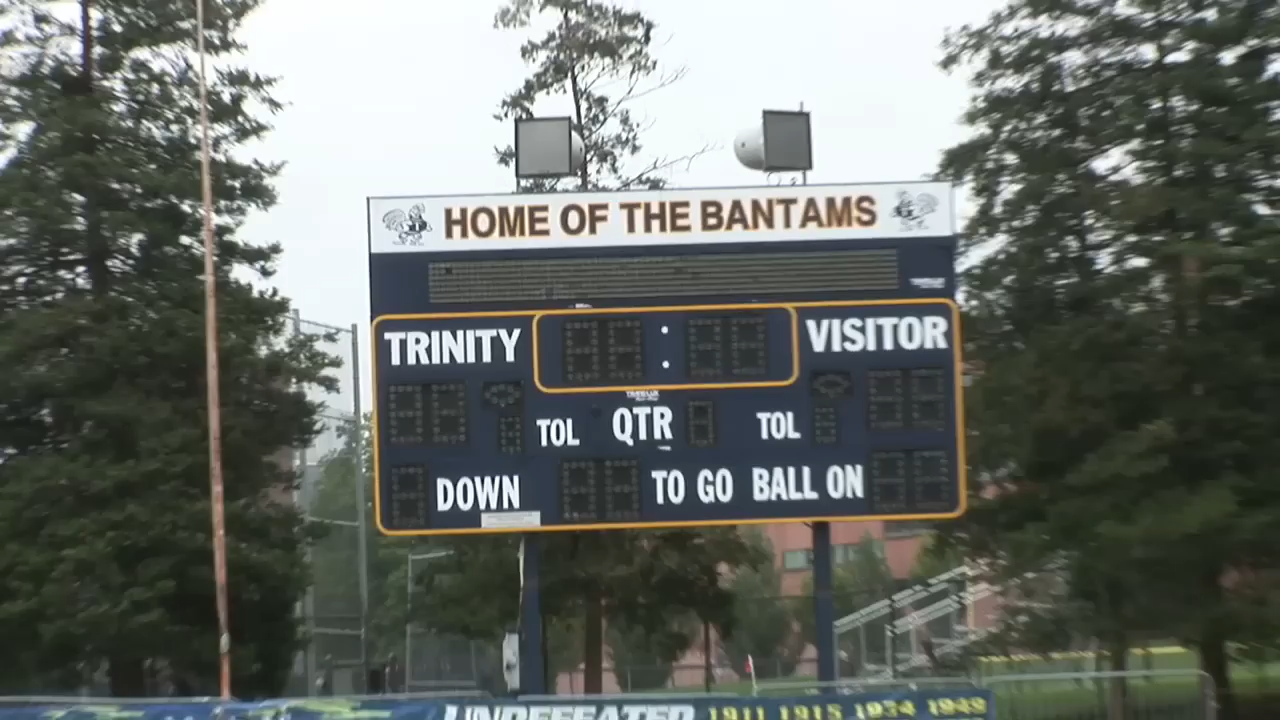 HOME OF THE BANTAMS
TRINITY : VISITOR
TOL QTR TOL
DOWN TO GO BALL ON
UNDEFEATED 1911 1915 1934 1949